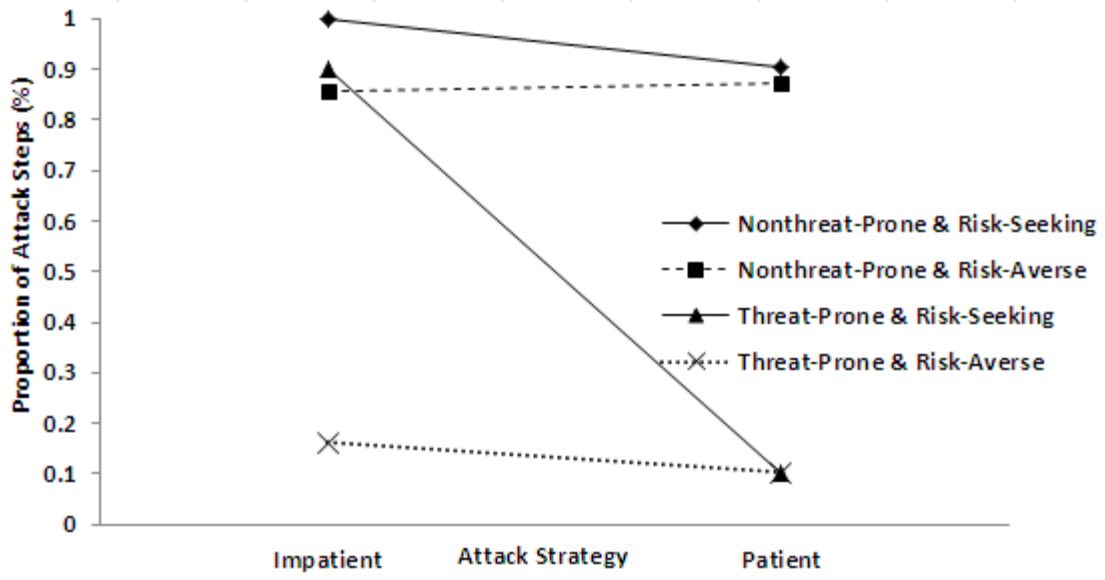 Proportion of Attack Steps (%)
1
0.9
0.8
0.7
0.6
0.5
0.4
0.3
0.2
0.1
0
Nonthreat-Prone & Risk-Seeking
Nonthreat-Prone & Risk-Averse
Threat-Prone & Risk-Seeking
Threat-Prone & Risk-Averse
Impatient Attack Strategy Patient